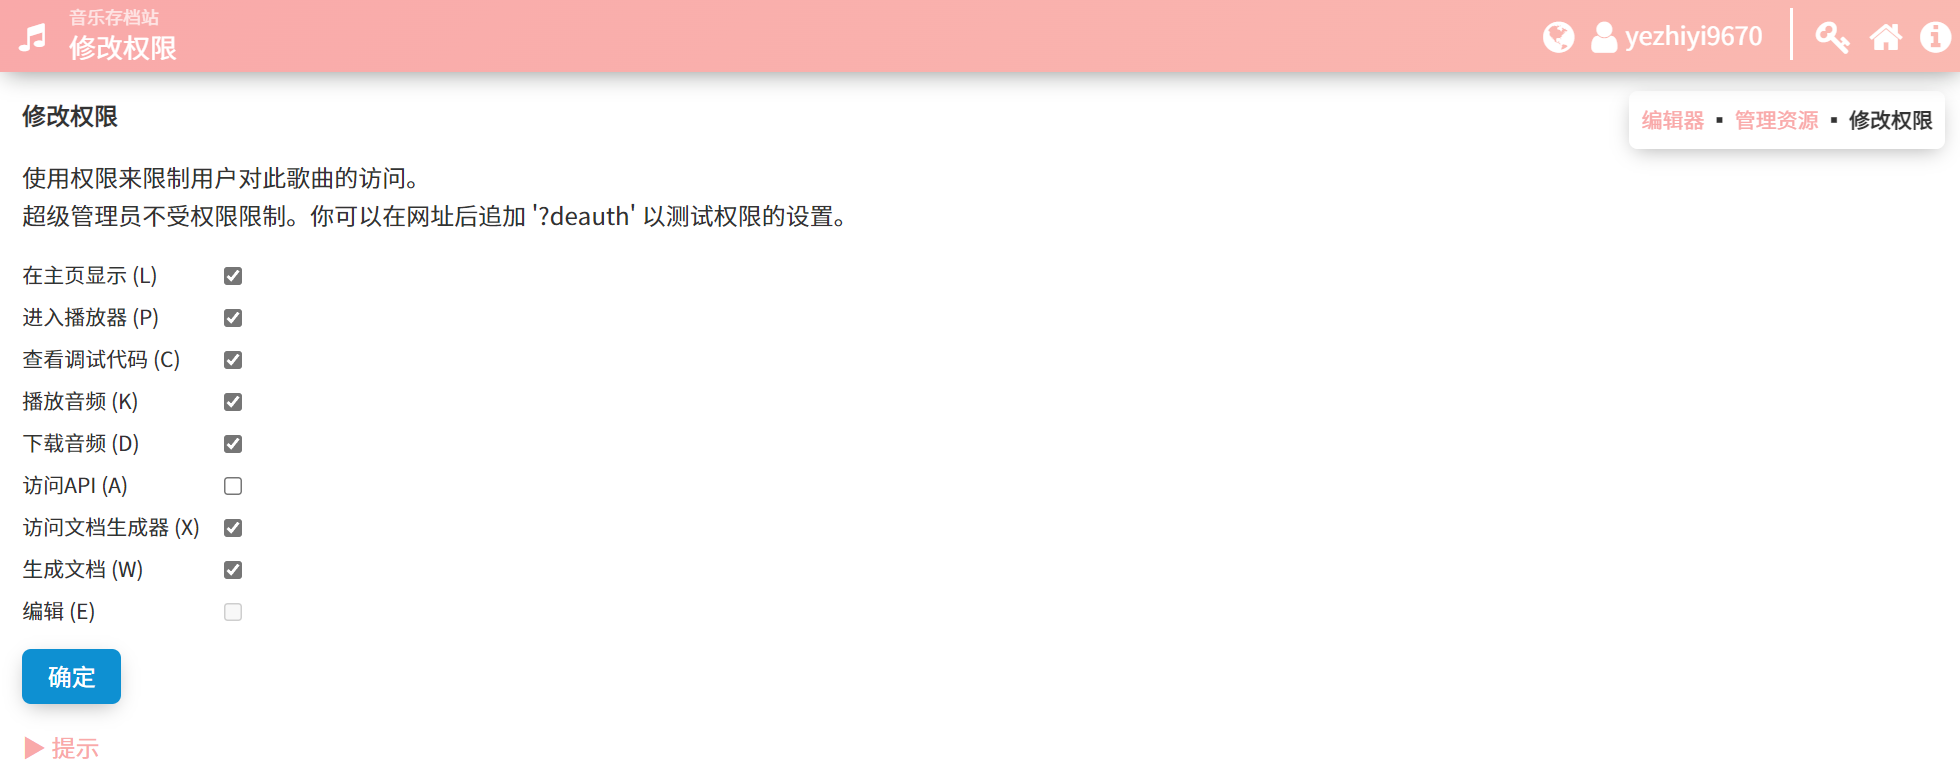 音乐存档站
修改权限
yezhiyi9670
修改权限
编辑器 ▪ 管理资源 ▪ 修改权限
使用权限来限制用户对此歌曲的访问。
超级管理员不受权限限制。你可以在网址后追加 '?deauth' 以测试权限的设置。
在主页显示 (L)
进入播放器 (P)
查看调试代码 (C)
播放音频 (K)
下载音频 (D)
访问API (A)
访问文档生成器 (X)
生成文档 (W)
编辑 (E)
确定
▶ 提示